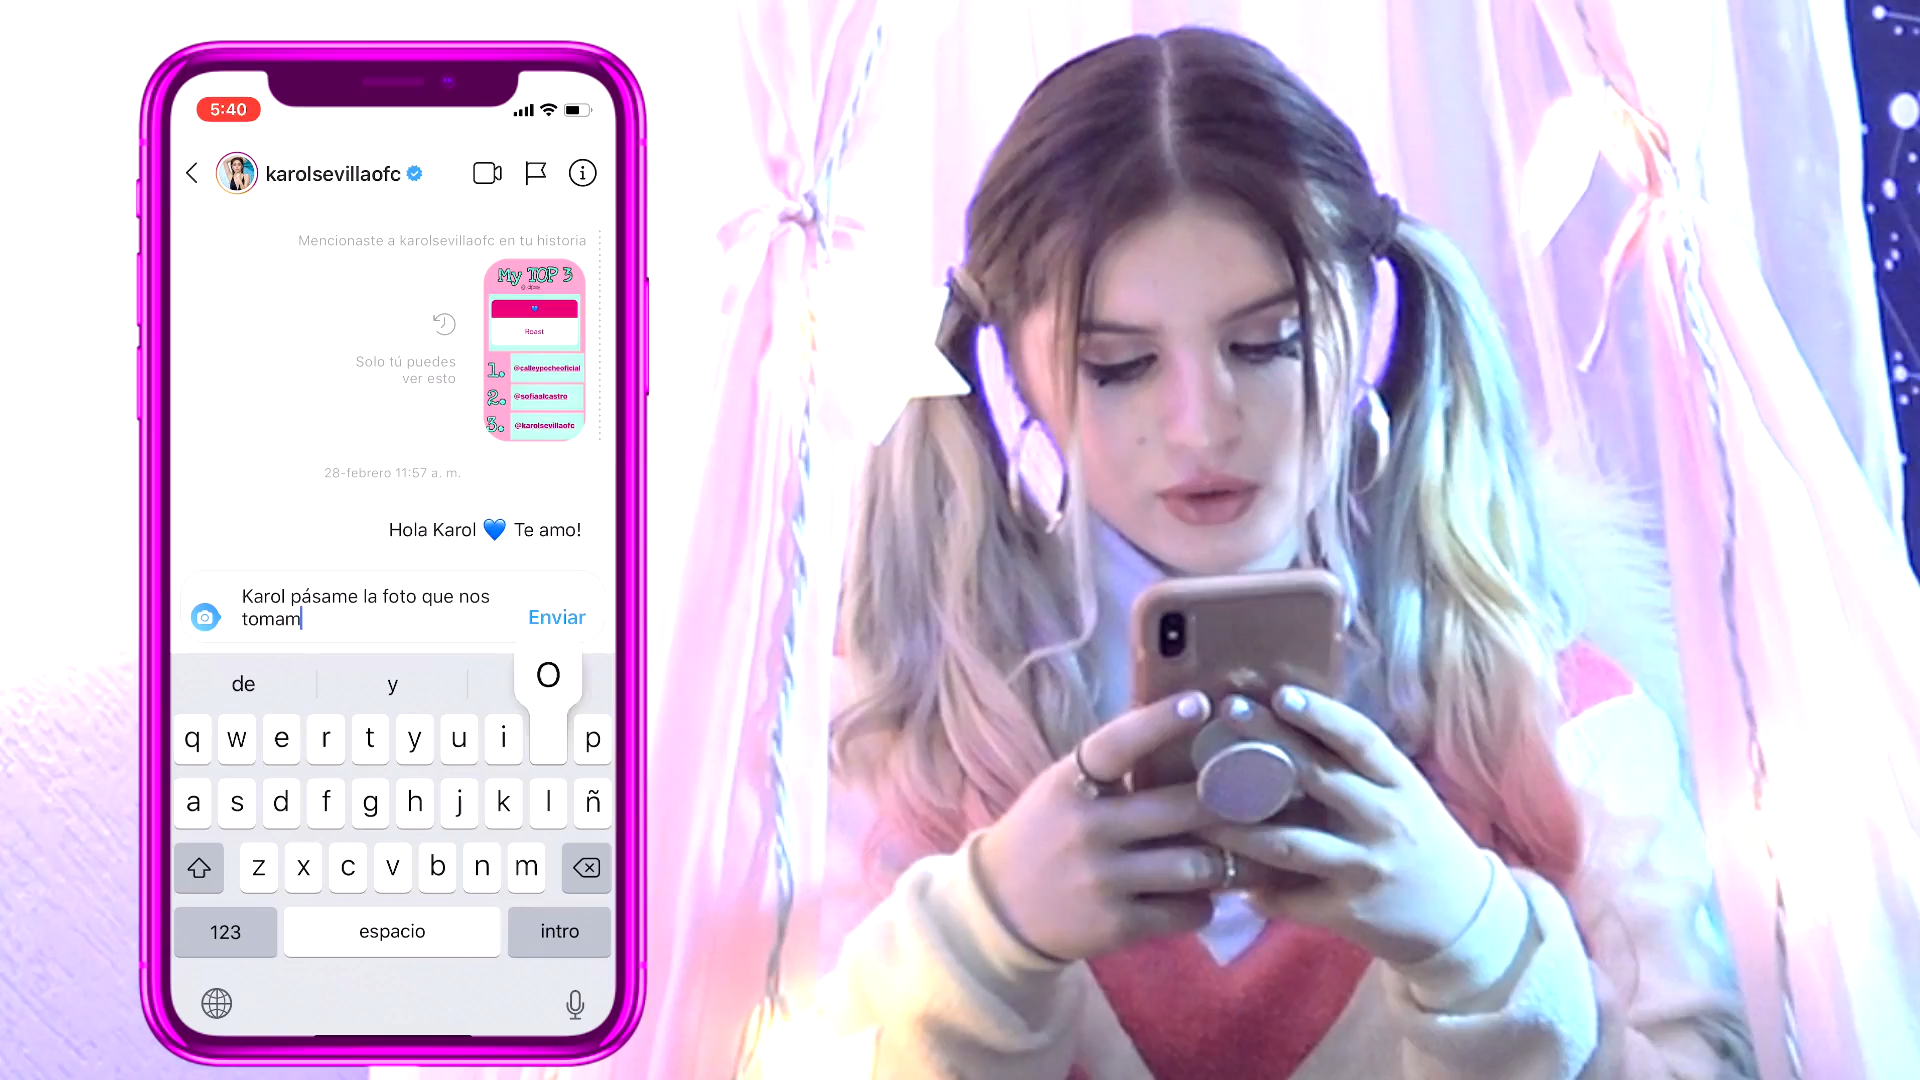 5:40
karolsevillaofc
Mencionaste a karolsevillaofc en tu historia
My TOP 3
Roast
Solo tú puedes
ver esto
1. @calleypocheoficial
2. @sofiaalcastro
3. @karolsevillaofc
28-febrero 11:57 a. m.
Hola Karol 💙 Te amo!
Karol pásame la foto que nos
tomam
Enviar
de y
O
q w e r t y u i p
a s d f g h j k l ñ
z x c v b n m
123 espacio intro